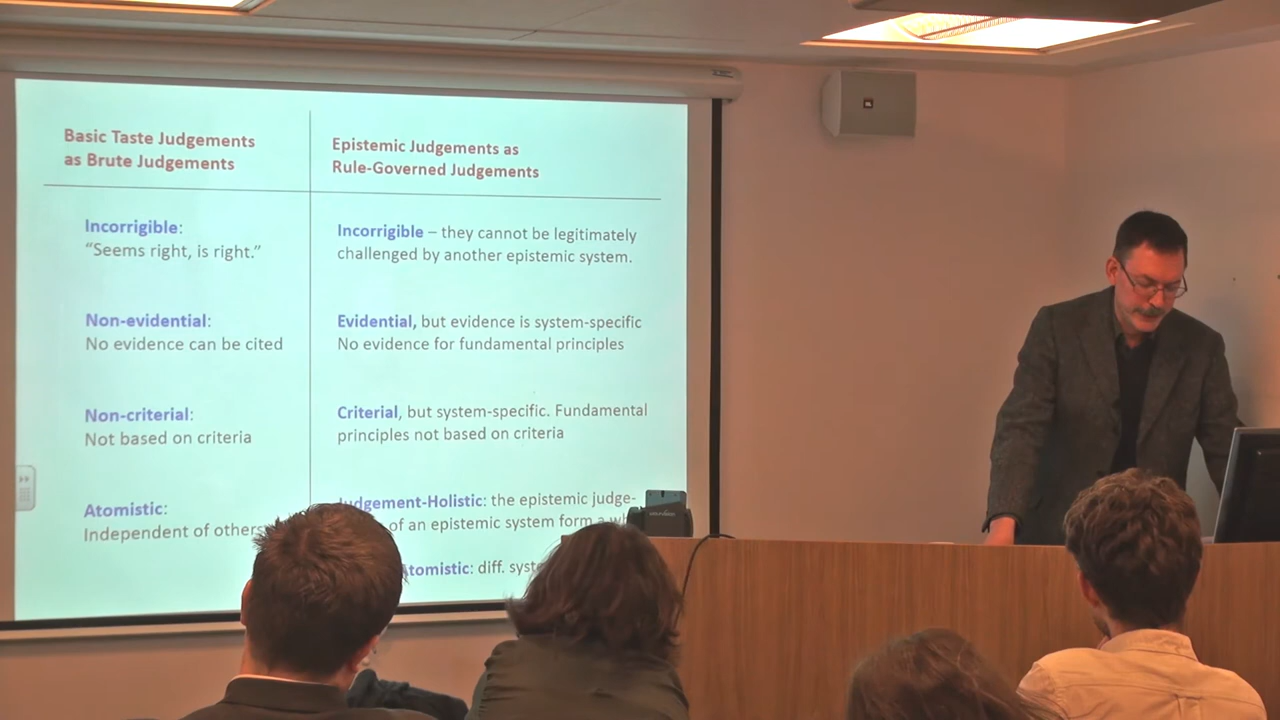 Basic Taste Judgements
as Brute Judgements
Epistemic Judgements as
Rule-Governed Judgements
Incorrigible:
“Seems right, is right.”
Incorrigible – they cannot be legitimately
challenged by another epistemic system.
Non-evidential:
No evidence can be cited
Evidential, but evidence is system-specific
No evidence for fundamental principles
Non-criterial:
Not based on criteria
Criterial, but system-specific. Fundamental
principles not based on criteria
Atomistic:
Independent of others
Judgement-Holistic: the epistemic judge-
of an epistemic system form a
Atomistic: diff.